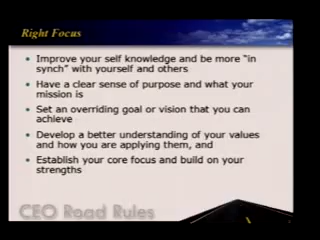 Right Focus
• Improve your self knowledge and be more "in
synch" with yourself and others
• Have a clear sense of purpose and what your
mission is
• Set an overriding goal or vision that you can
achieve
• Develop a better understanding of your values
and how you are applying them, and
• Establish your core focus and build on your
strengths
CEO Road Rules